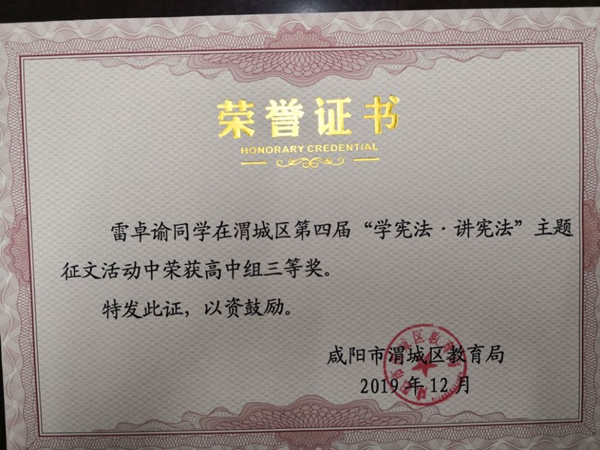 荣誉证书
HONORARY CREDENTIAL
雷卓谕同学在渭城区第四届“学宪法·讲宪法”主题
征文活动中荣获高中组三等奖。
特发此证，以资鼓励。
咸阳市渭城区教育局
2019年12月